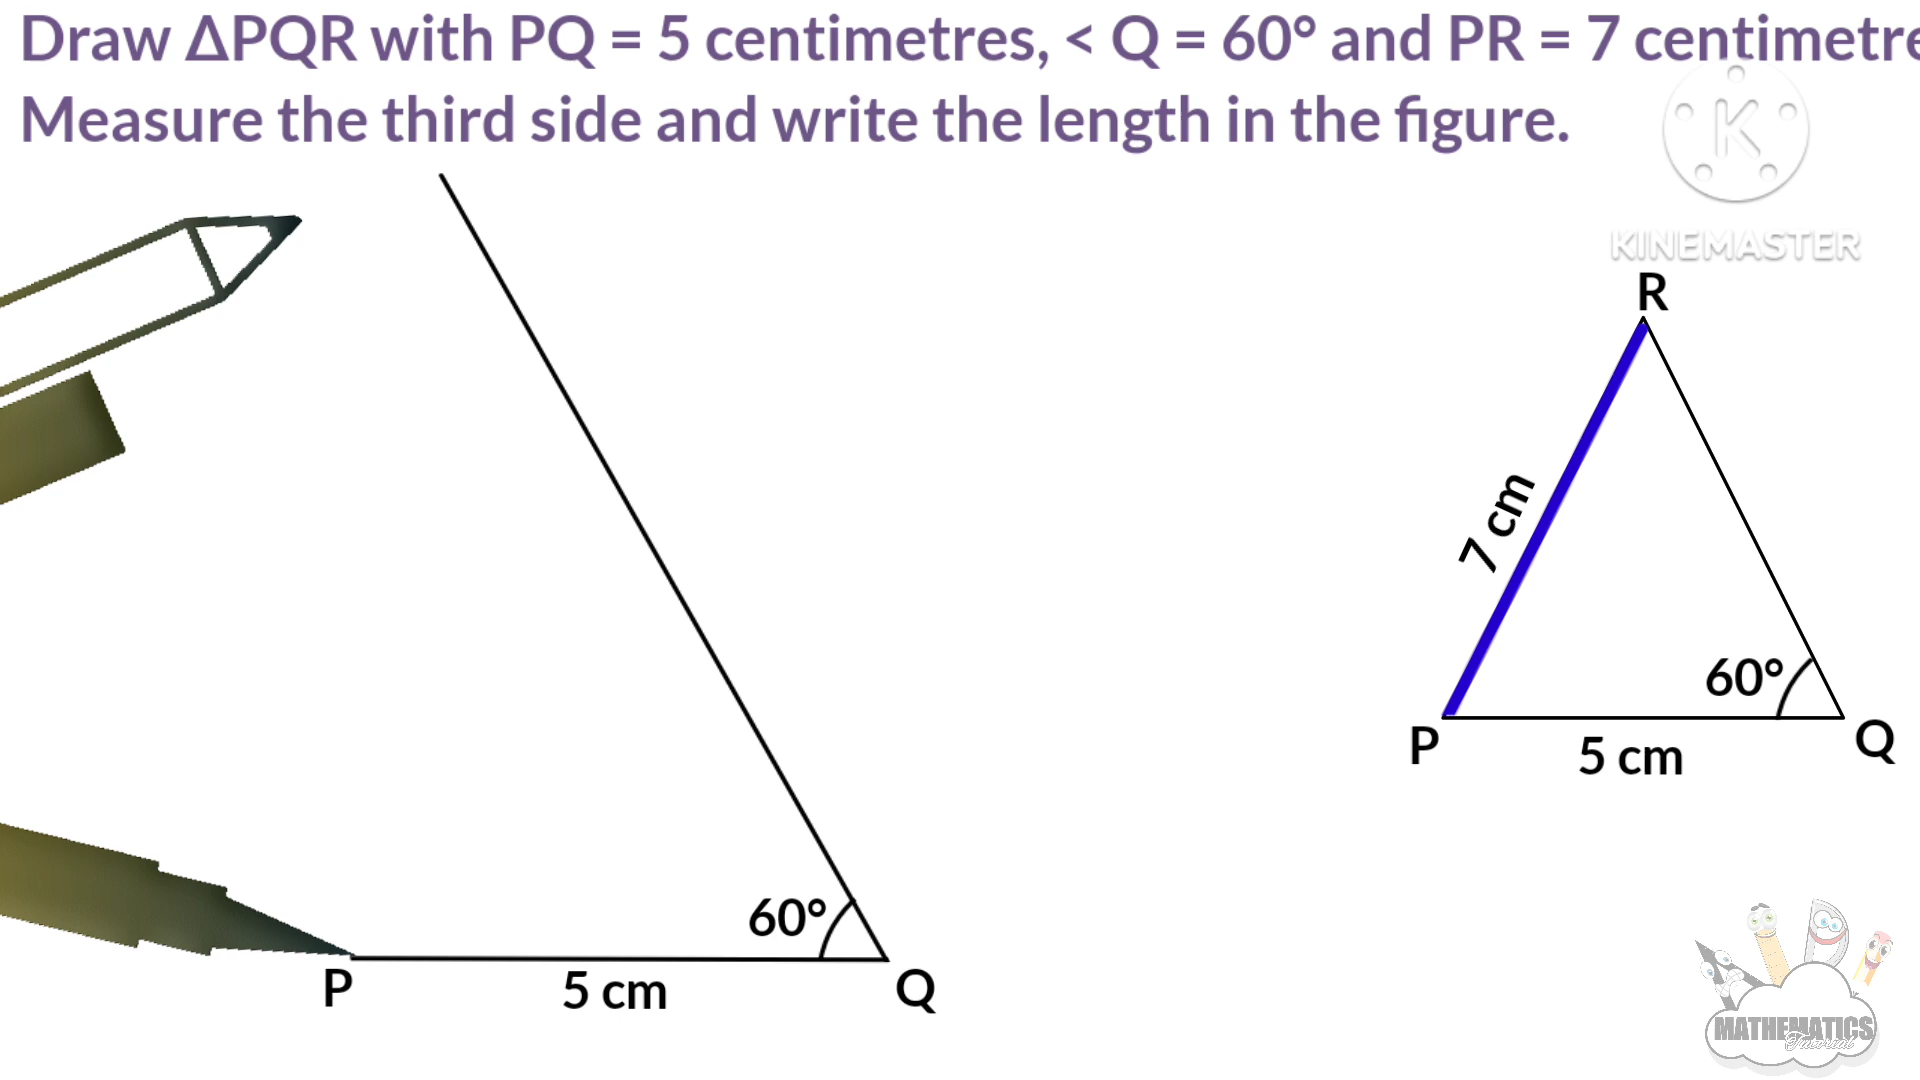 Draw ΔPQR with PQ = 5 centimetres, < Q = 60° and PR = 7 centimetre
Measure the third side and write the length in the figure.
K
KINEMASTER
R
7 cm
60°
P
Q
5 cm
60°
P
5 cm
Q
MATHEMATICS
Tutorial